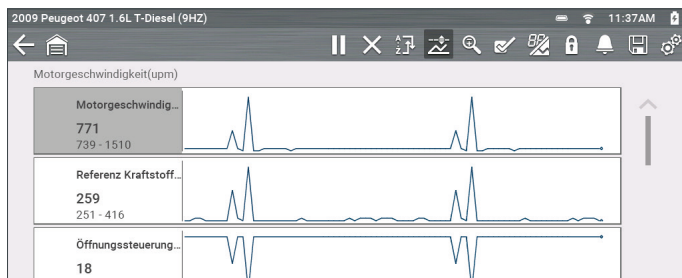 2009 Peugeot 407 1.6L T-Diesel (9HZ) 11:37AM
Motorgeschwindigkeit(upm)
Motorgeschwindig...
771
739 - 1510
Referenz Kraftstoff...
259
251 - 416
Öffnungssteuerung...
18